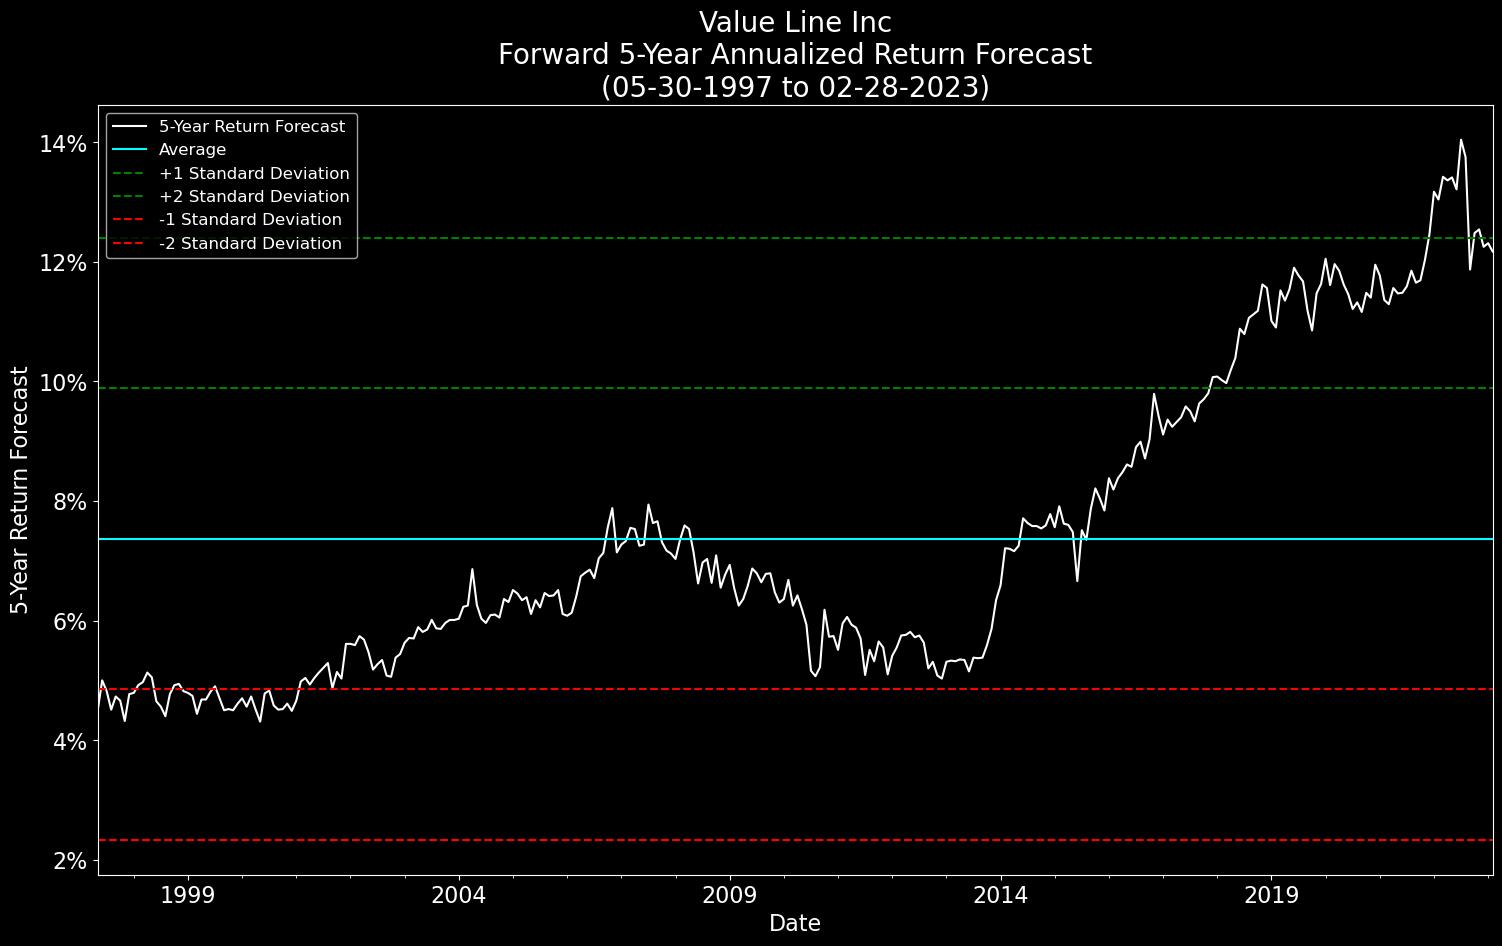 Value Line Inc
Forward 5-Year Annualized Return Forecast
(05-30-1997 to 02-28-2023)
5-Year Return Forecast
Average
+1 Standard Deviation
+2 Standard Deviation
-1 Standard Deviation
-2 Standard Deviation
14%
12%
10%
8%
6%
4%
2%
5-Year Return Forecast
1999 2004 2009 2014 2019
Date